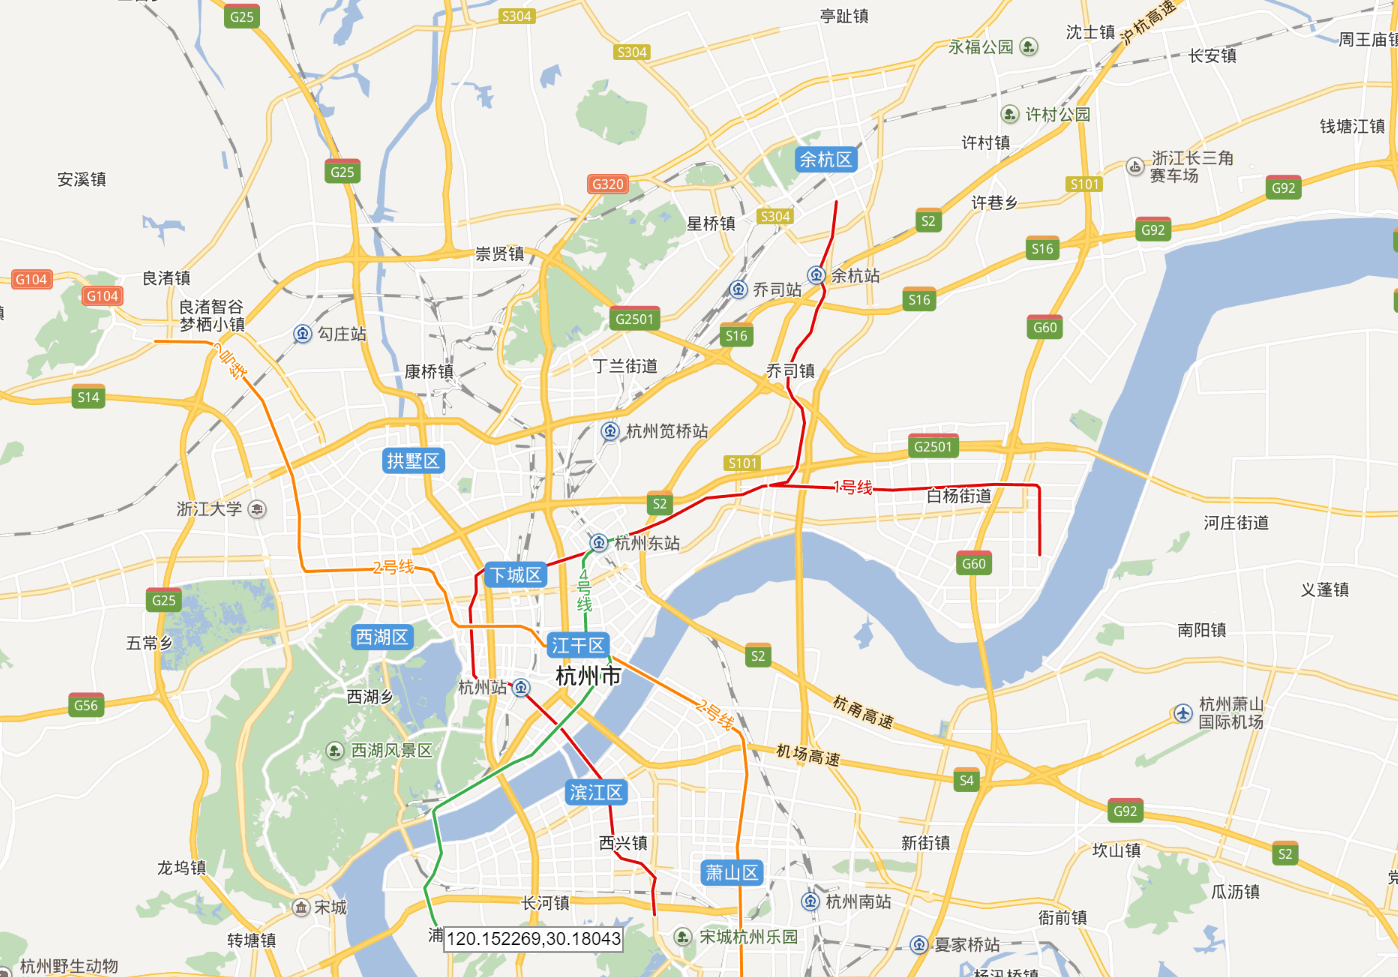 G25
S304
亭趾镇
沪杭高速
沈士镇
永福公园
周王庙镇
S304
长安镇
许村公园
钱塘江镇
许村镇
余杭区
浙江长三角
赛车场
G25
安溪镇
G320
S101
G92
许巷乡
S304
星桥镇
S2
G92
S16
崇贤镇
良渚镇
G104
余杭站
乔司站
G104
S16
良渚智谷
梦栖小镇
G2501
G60
勾庄站
S16
2号线
丁兰街道
康桥镇
乔司镇
S14
杭州笕桥站
G2501
拱墅区
S101
1号线
白杨街道
S2
浙江大学
河庄街道
杭州东站
G60
2号线
下城区
4号线
义蓬镇
G25
南阳镇
西湖区
五常乡
江干区
S2
杭州市
杭州站
西湖乡
G56
2号线
杭甬高速
杭州萧山
国际机场
西湖风景区
机场高速
S4
滨江区
G92
西兴镇
新街镇
坎山镇
S2
龙坞镇
萧山区
瓜沥镇
长河镇
杭州南站
宋城
衙前镇
浦
120.152269,30.18043
宋城杭州乐园
转塘镇
夏家桥站
杭州野生动物